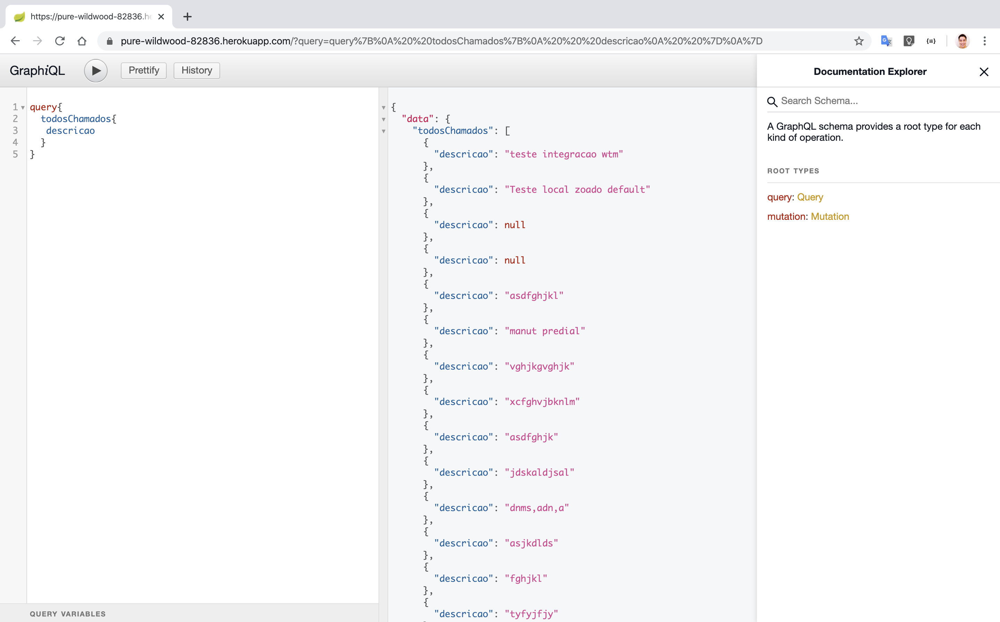 https://pure-wildwood-82836.he
pure-wildwood-82836.herokuapp.com/?query=query%7B%0A%20%20todosChamados%7B%0A%20%20%20descricao%0A%20%20%7D%0A%7D
GraphiQL
Prettify
History
1 query{
2 todosChamados{
3 descricao
4 }
5 }
QUERY VARIABLES
{
"data": {
"todosChamados": [
{
"descricao": "teste integracao wtm"
},
{
"descricao": "Teste local zoado default"
},
{
"descricao": null
},
{
"descricao": null
},
{
"descricao": "asdfghjkl"
},
{
"descricao": "manut predial"
},
{
"descricao": "vghjkgvghjk"
},
{
"descricao": "xcfghvjbknlm"
},
{
"descricao": "asdfghjk"
},
{
"descricao": "jdskaldjsal"
},
{
"descricao": "dnms,adn,a"
},
{
"descricao": "asjkdlds"
},
{
"descricao": "fghjkl"
},
{
"descricao": "tyfyjfjy"
Documentation Explorer
Search Schema...
A GraphQL schema provides a root type for each
kind of operation.
ROOT TYPES
query: Query
mutation: Mutation